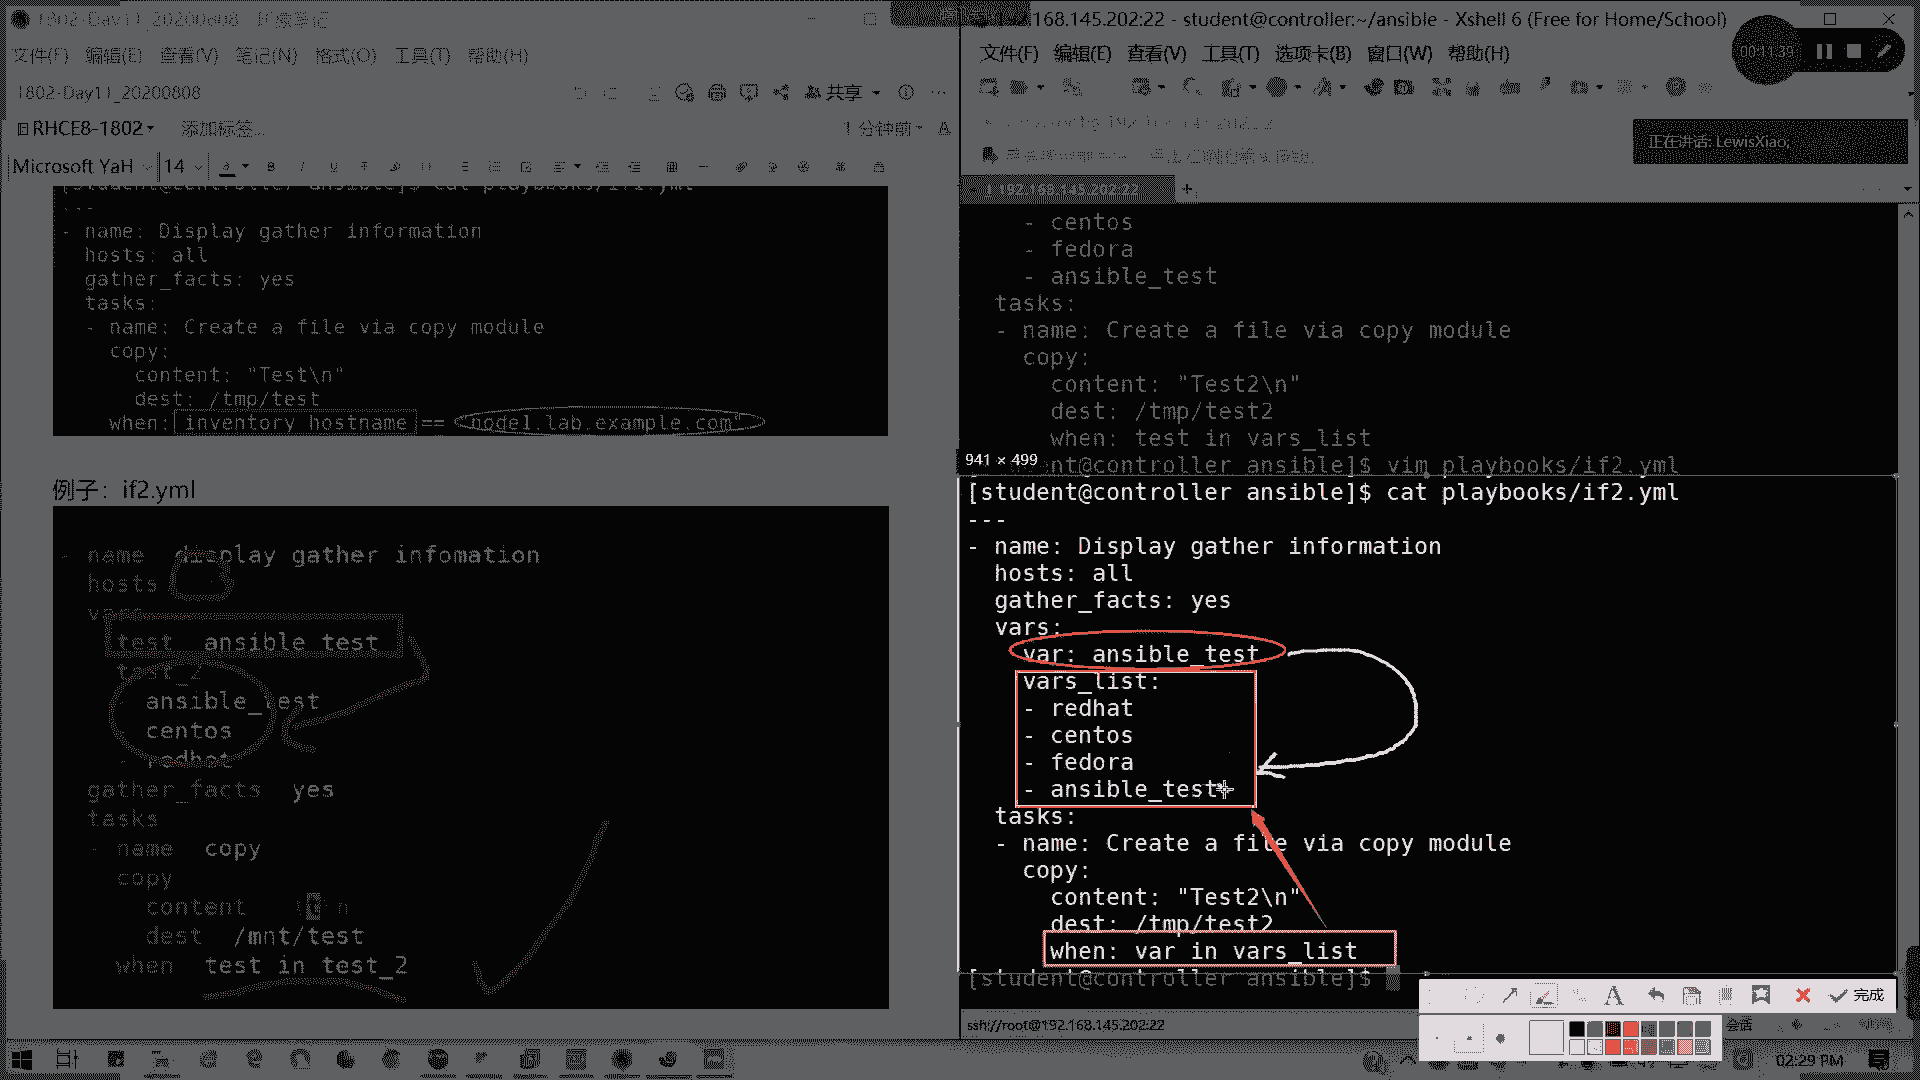 1802-Day11_20200808
文件(F) 编辑(E) 查看(V) 笔记(N) 格式(O) 工具(T) 帮助(H)
1802-Day11_20200808
共享
RHCE8-1802
添加标签...
1 分钟前
Microsoft YaH
14
[student@controller ansible]$ cat playbooks/if1.yml
---
- name: Display gather information
hosts: all
gather_facts: yes
tasks:
- name: Create a file via copy module
copy:
content: "Test\n"
dest: /tmp/test
when: inventory_hostname == "node1.lab.example.com"
例子：if2.yml
- name display gather infomation
hosts
vars
test ansible_test
test_2
ansible_test
centos
- redhat
gather_facts yes
tasks
- name copy
copy
content
dest /mnt/test
when test in test_2
192.168.145.202:22 - student@controller:~/ansible - Xshell 6 (Free for Home/School)
文件(F) 编辑(E) 查看(V) 工具(T) 选项卡(B) 窗口(W) 帮助(H)
00:11:39
正在讲话: LewisXiao;
1 192.168.145.202:22
- centos
- fedora
- ansible_test
tasks:
- name: Create a file via copy module
copy:
content: "Test2\n"
dest: /tmp/test2
when: test in vars_list
941 × 499
nt@controller ansible]$ vim playbooks/if2.yml
[student@controller ansible]$ cat playbooks/if2.yml
---
- name: Display gather information
hosts: all
gather_facts: yes
vars:
var: ansible_test
vars_list:
- redhat
- centos
- fedora
- ansible_test
tasks:
- name: Create a file via copy module
copy:
content: "Test2\n"
dest: /tmp/test2
when: var in vars_list
[student@controller ansible]$
完成
ssh://root@192.168.145.202:22
会话
02:29 PM